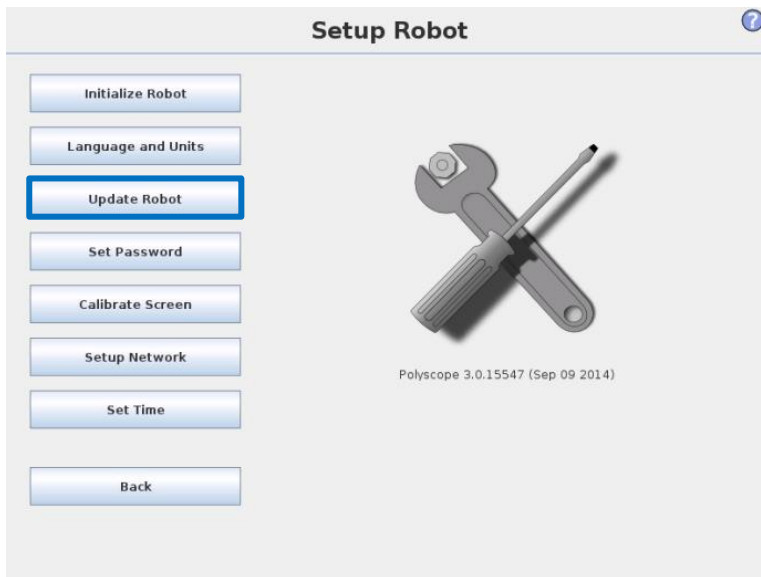 Setup Robot
?
Initialize Robot
Language and Units
Update Robot
Set Password
Calibrate Screen
Setup Network
Set Time
Back
Polyscope 3.0.15547 (Sep 09 2014)